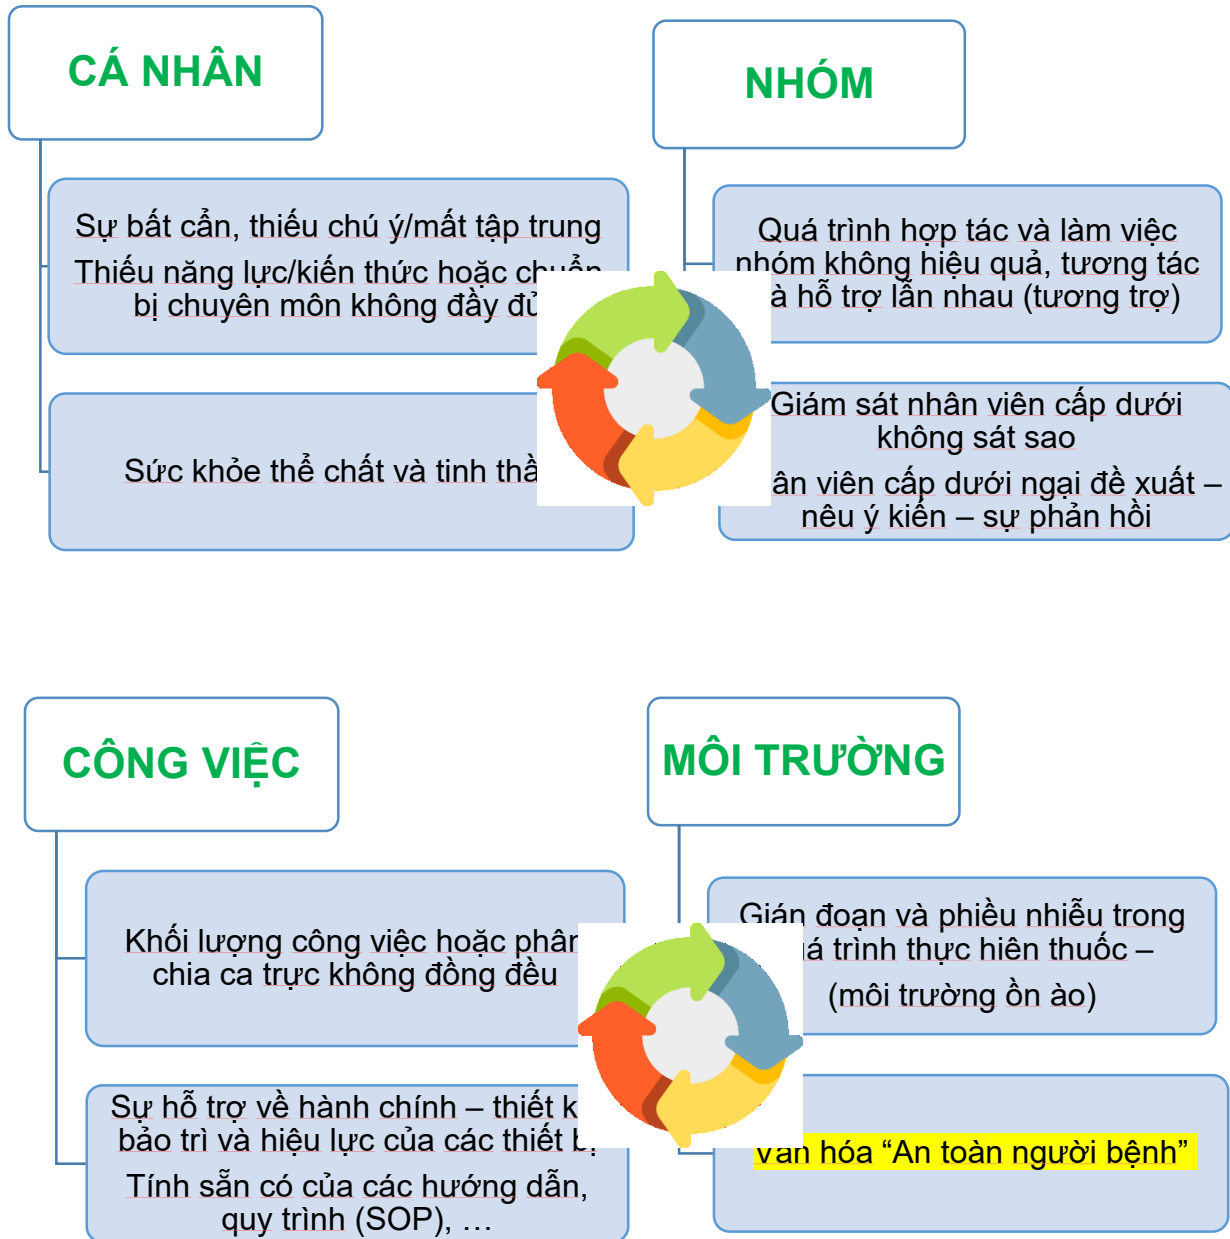 CÁ NHÂN
Sự bất cẩn, thiếu chú ý/mất tập trung
Thiếu năng lực/kiến thức hoặc chuẩn
bị chuyên môn không đầy đủ
Sức khỏe thể chất và tinh
NHÓM
Quá trình hợp tác và làm việc
nhóm không hiệu quả, tương tác
hỗ trợ lẫn nhau (tương trợ)
Giám sát nhân viên cấp dưới
không sát sao
viên cấp dưới ngại đề xuất –
nêu ý kiến – sự phản hồi
CÔNG VIỆC
Khối lượng công việc hoặc phân
chia ca trực không đồng đều
Sự hỗ trợ về hành chính – thiết
bảo trì và hiệu lực của các thiết
Tính sẵn có của các hướng dẫn,
quy trình (SOP), ...
MÔI TRƯỜNG
Gián đoạn và phiều nhiễu trong
trình thực hiên thuốc –
(môi trường ồn ào)
Văn hóa “An toàn người bệnh”